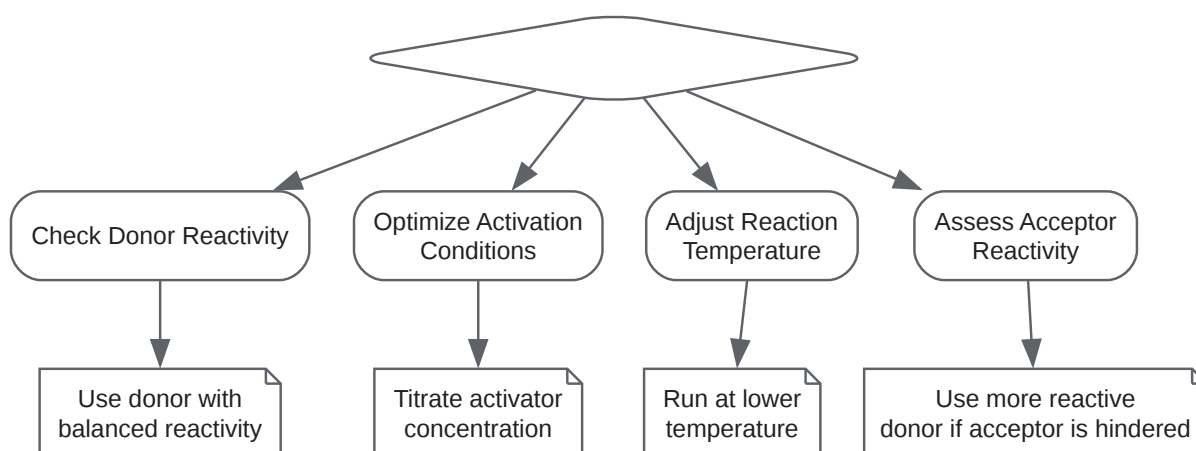 Check Donor Reactivity
Optimize Activation
Conditions
Adjust Reaction
Temperature
Assess Acceptor
Reactivity
Use donor with
balanced reactivity
Titrate activator
concentration
Run at lower
temperature
Use more reactive
donor if acceptor is hindered